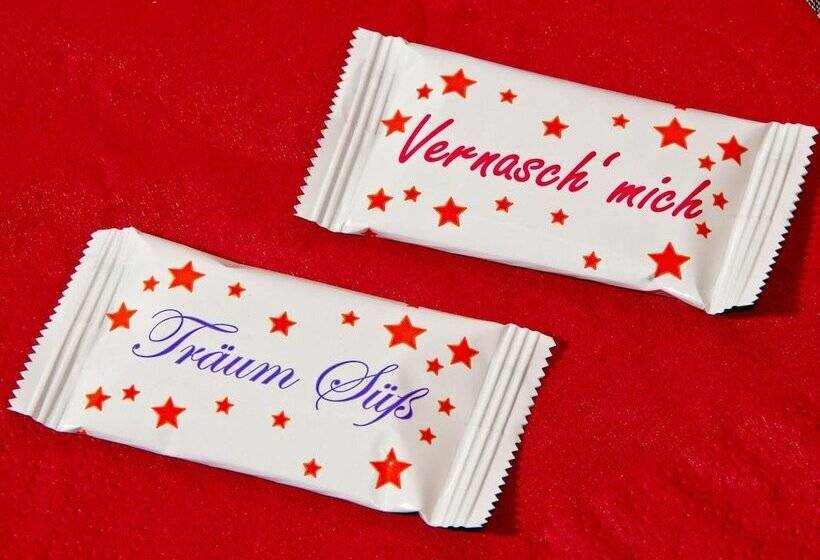 Vernasch' mich
Träum Süß